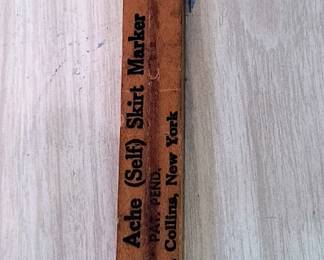 Ache (Self) Skirt Marker
PAT. PEND.
Collins, New York